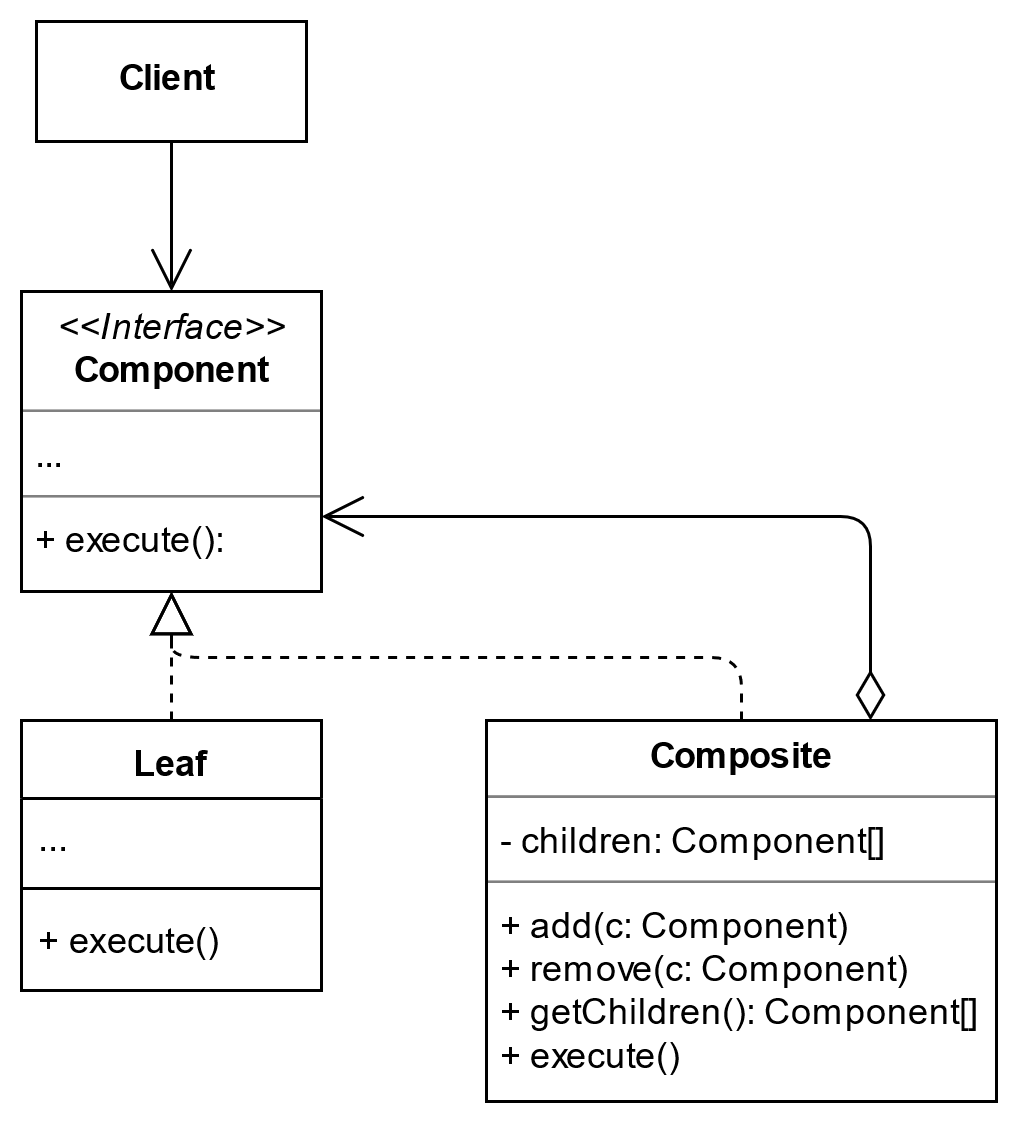 Client
<<Interface>>
Component
...
+ execute():
Leaf
...
+ execute()
Composite
- children: Component[]
+ add(c: Component)
+ remove(c: Component)
+ getChildren(): Component[]
+ execute()